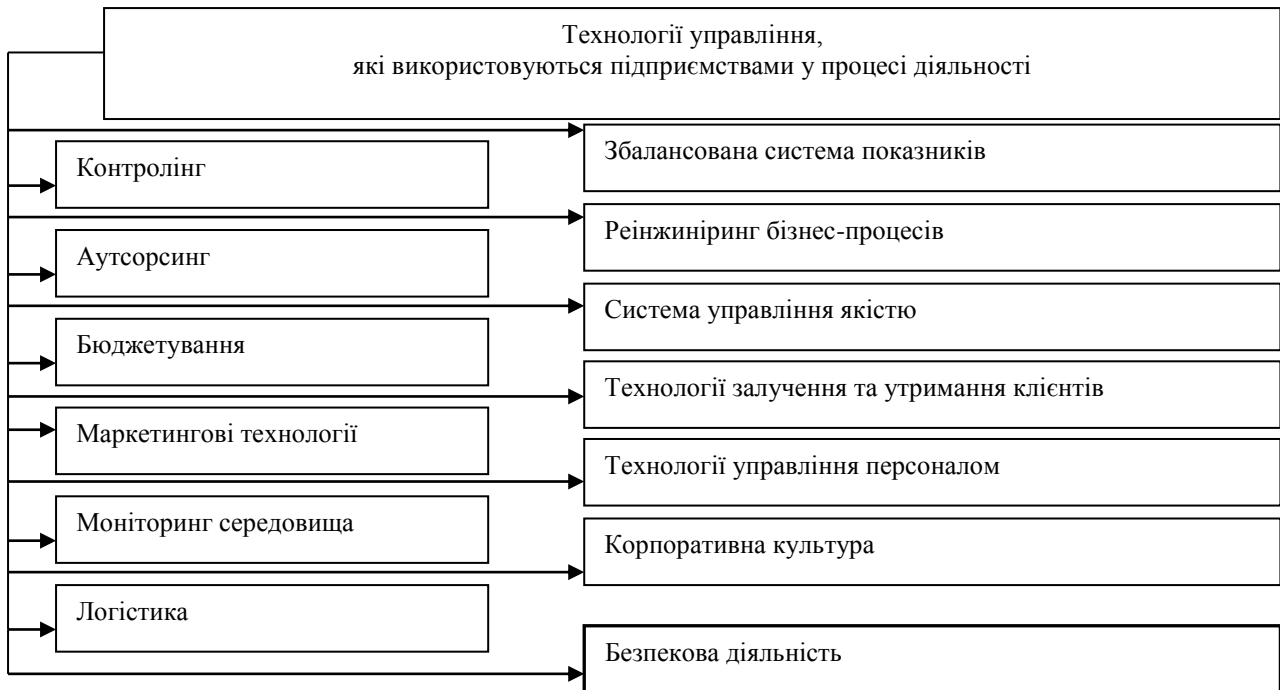 Технології управління,
які використовуються підприємствами у процесі діяльності
Збалансована система показників
Контролінг
Реінжиніринг бізнес-процесів
Аутсорсинг
Система управління якістю
Бюджетування
Технології залучення та утримання клієнтів
Маркетингові технології
Технології управління персоналом
Моніторинг середовища
Корпоративна культура
Логістика
Безпекова діяльність